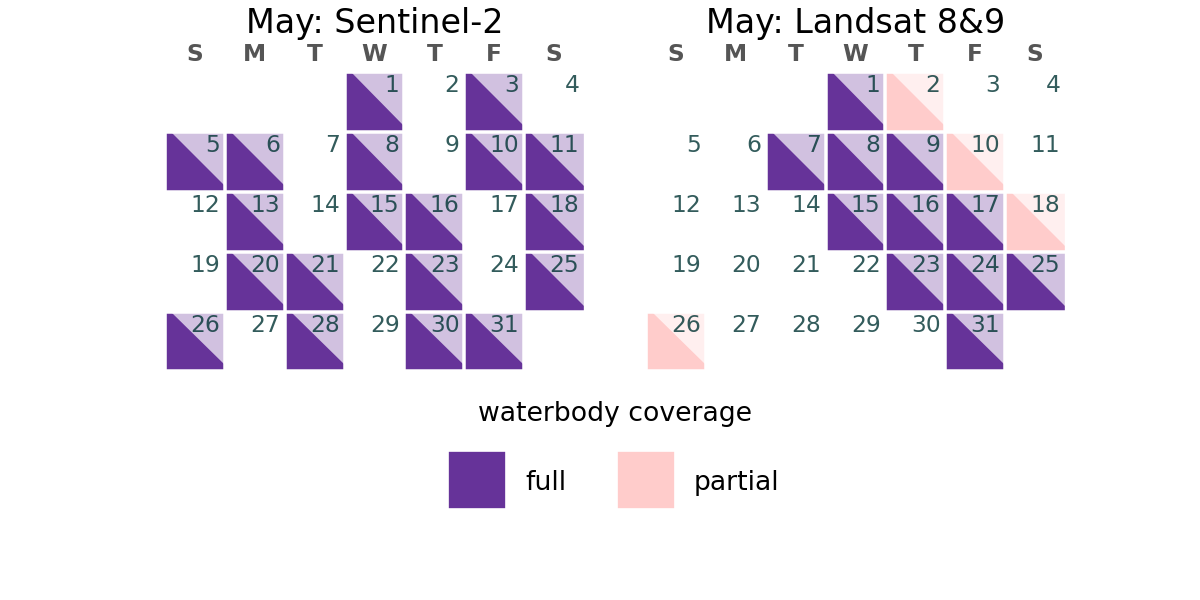 May: Sentinel-2
S M T W T F S
1 2 3 4
5 6 7 8 9 10 11
12 13 14 15 16 17 18
19 20 21 22 23 24 25
26 27 28 29 30 31
May: Landsat 8&9
S M T W T F S
1 2 3 4
5 6 7 8 9 10 11
12 13 14 15 16 17 18
19 20 21 22 23 24 25
26 27 28 29 30 31
waterbody coverage
full
partial